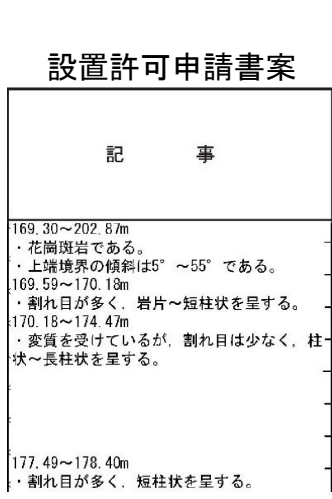 設置許可申請書案
記　　事
169.30～202.87m
・花崗斑岩である。
・上端境界の傾斜は5°～55°である。
169.59～170.18m
・割れ目が多く，岩片～短柱状を呈する。
170.18～174.47m
・変質を受けているが，割れ目は少なく，柱
状～長柱状を呈する。
177.49～178.40m
・割れ目が多く，短柱状を呈する。